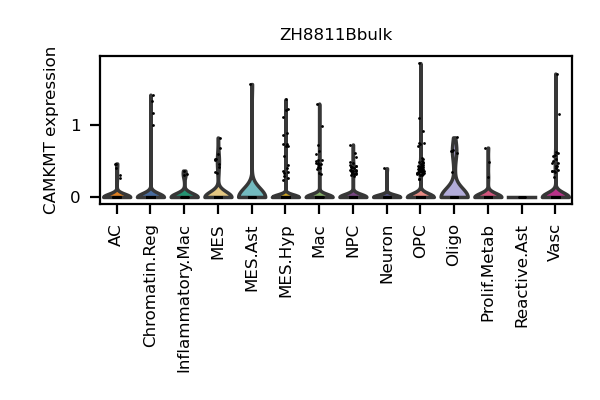 ZH8811Bbulk
CAMKMT expression
1
0
AC
Chromatin.Reg
Inflammatory.Mac
MES
MES.Ast
MES.Hyp
Mac
NPC
Neuron
OPC
Oligo
Prolif.Metab
Reactive.Ast
Vasc